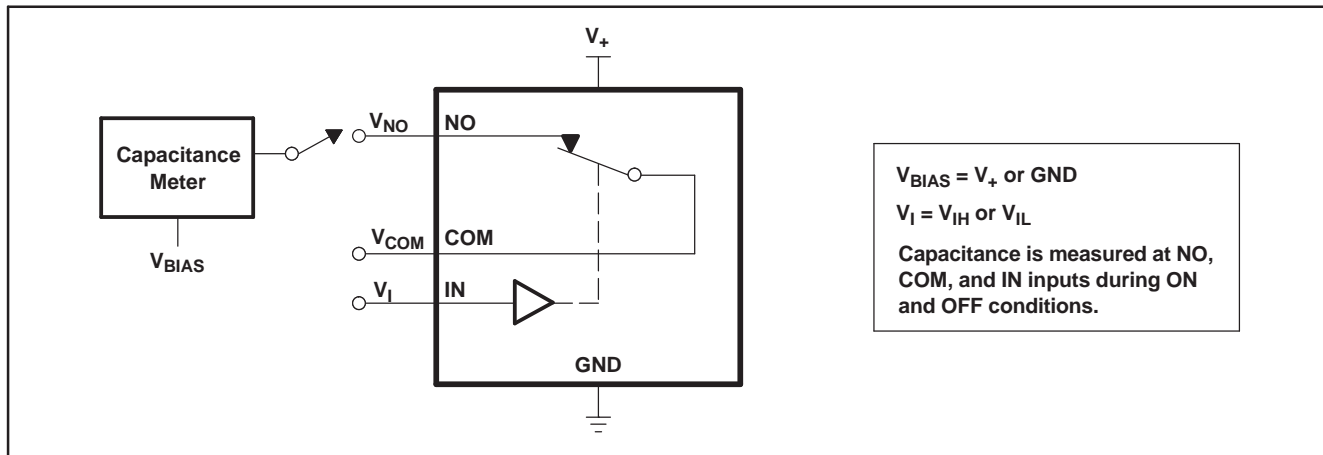 V+
Capacitance
Meter
VBIAS
VNO
NO
VCOM
COM
VI
IN
GND
VBIAS = V+ or GND
VI = VIH or VIL
Capacitance is measured at NO,
COM, and IN inputs during ON
and OFF conditions.